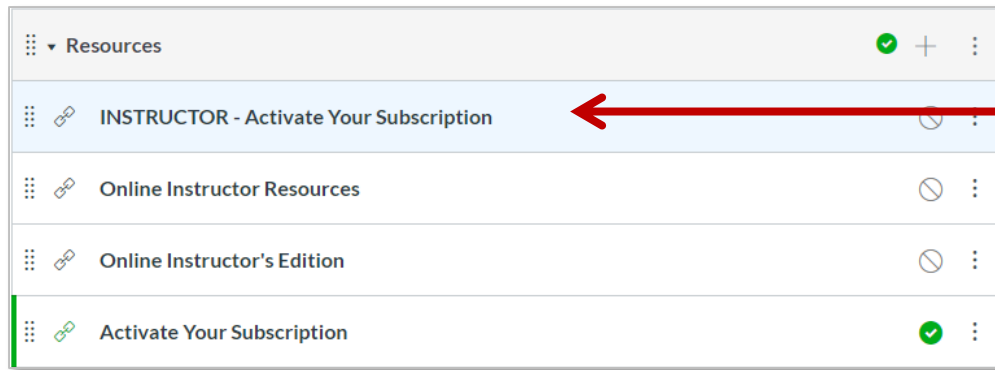 Resources
INSTRUCTOR - Activate Your Subscription
Online Instructor Resources
Online Instructor's Edition
Activate Your Subscription